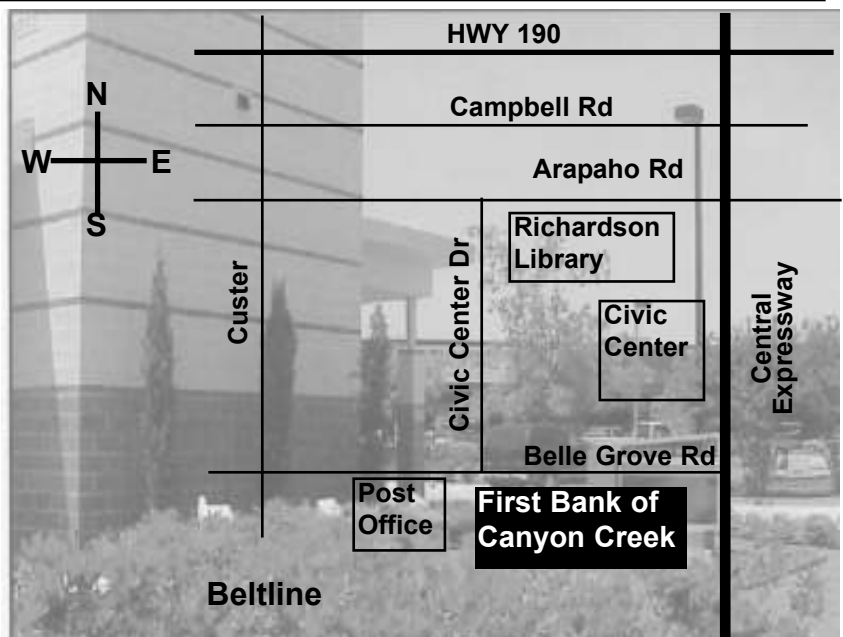 HWY 190
Campbell Rd
N
W
E
S
Arapaho Rd
Richardson
Library
Custer
Civic Center Dr
Civic
Center
Central
Expressway
Belle Grove Rd
Post
Office
First Bank of
Canyon Creek
Beltline